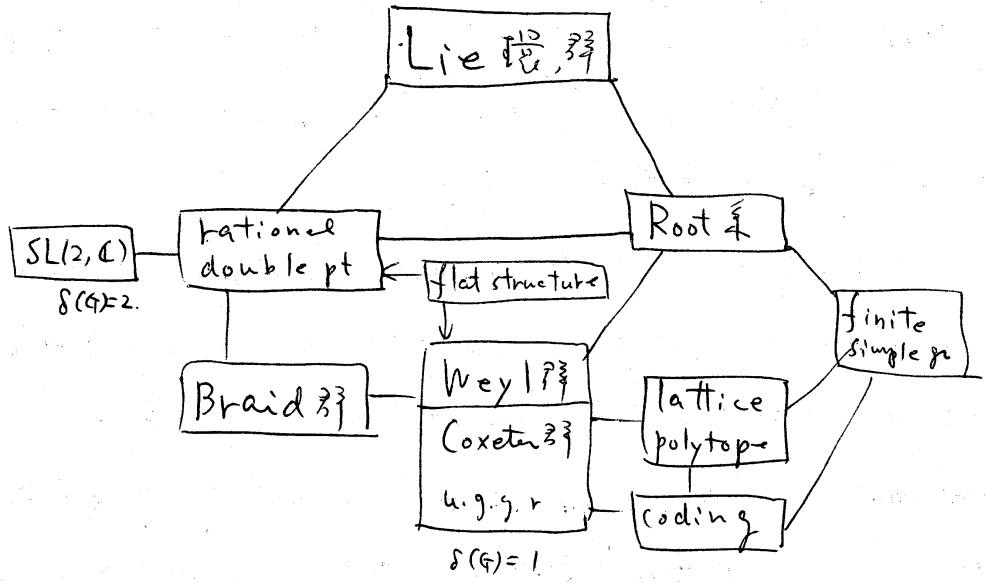 Lie 環, 群
Root 系
rational
double pt
SL(2, ℂ)
δ(G)=2.
flat structure
finite
simple gr
Weyl 群
Braid 群
lattice
polytope
Coxeter 群
u.g.g.r
coding
δ(G)=1